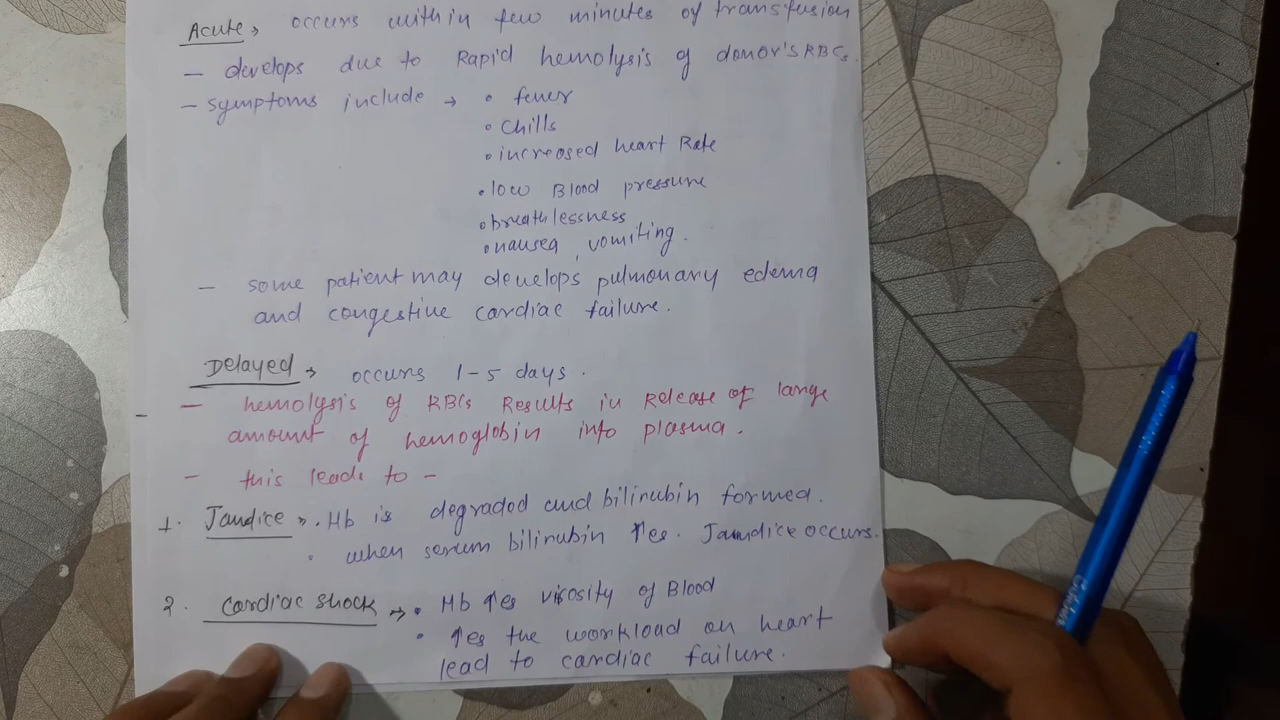 Acute → occurs within few minutes of transfusion
– develops due to Rapid hemolysis of donor's RBCs.
– symptoms include → • fever
• chills
• increased heart Rate
• low Blood pressure
• breathlessness
• nausea, vomiting.
– some patient may develops pulmonary edema
and congestive cardiac failure.
Delayed → occurs 1-5 days.
– hemolysis of RBCs Results in Release of large
amount of hemoglobin into plasma.
– this leads to –
1. Jaundice → • Hb is degraded and bilirubin formed.
• when serum bilirubin ↑es. Jaundice occurs.
2. Cardiac shock → • Hb ↑es visosity of Blood
• ↑es the workload on heart
lead to cardiac failure.